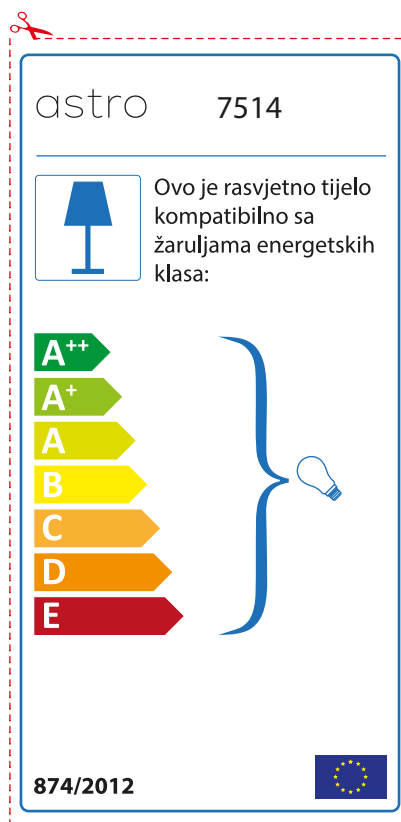 astro 7514
Ovo je rasvjetno tijelo
kompatibilno sa
žaruljama energetskih
klasa:
A++
A+
A
B
C
D
E
874/2012